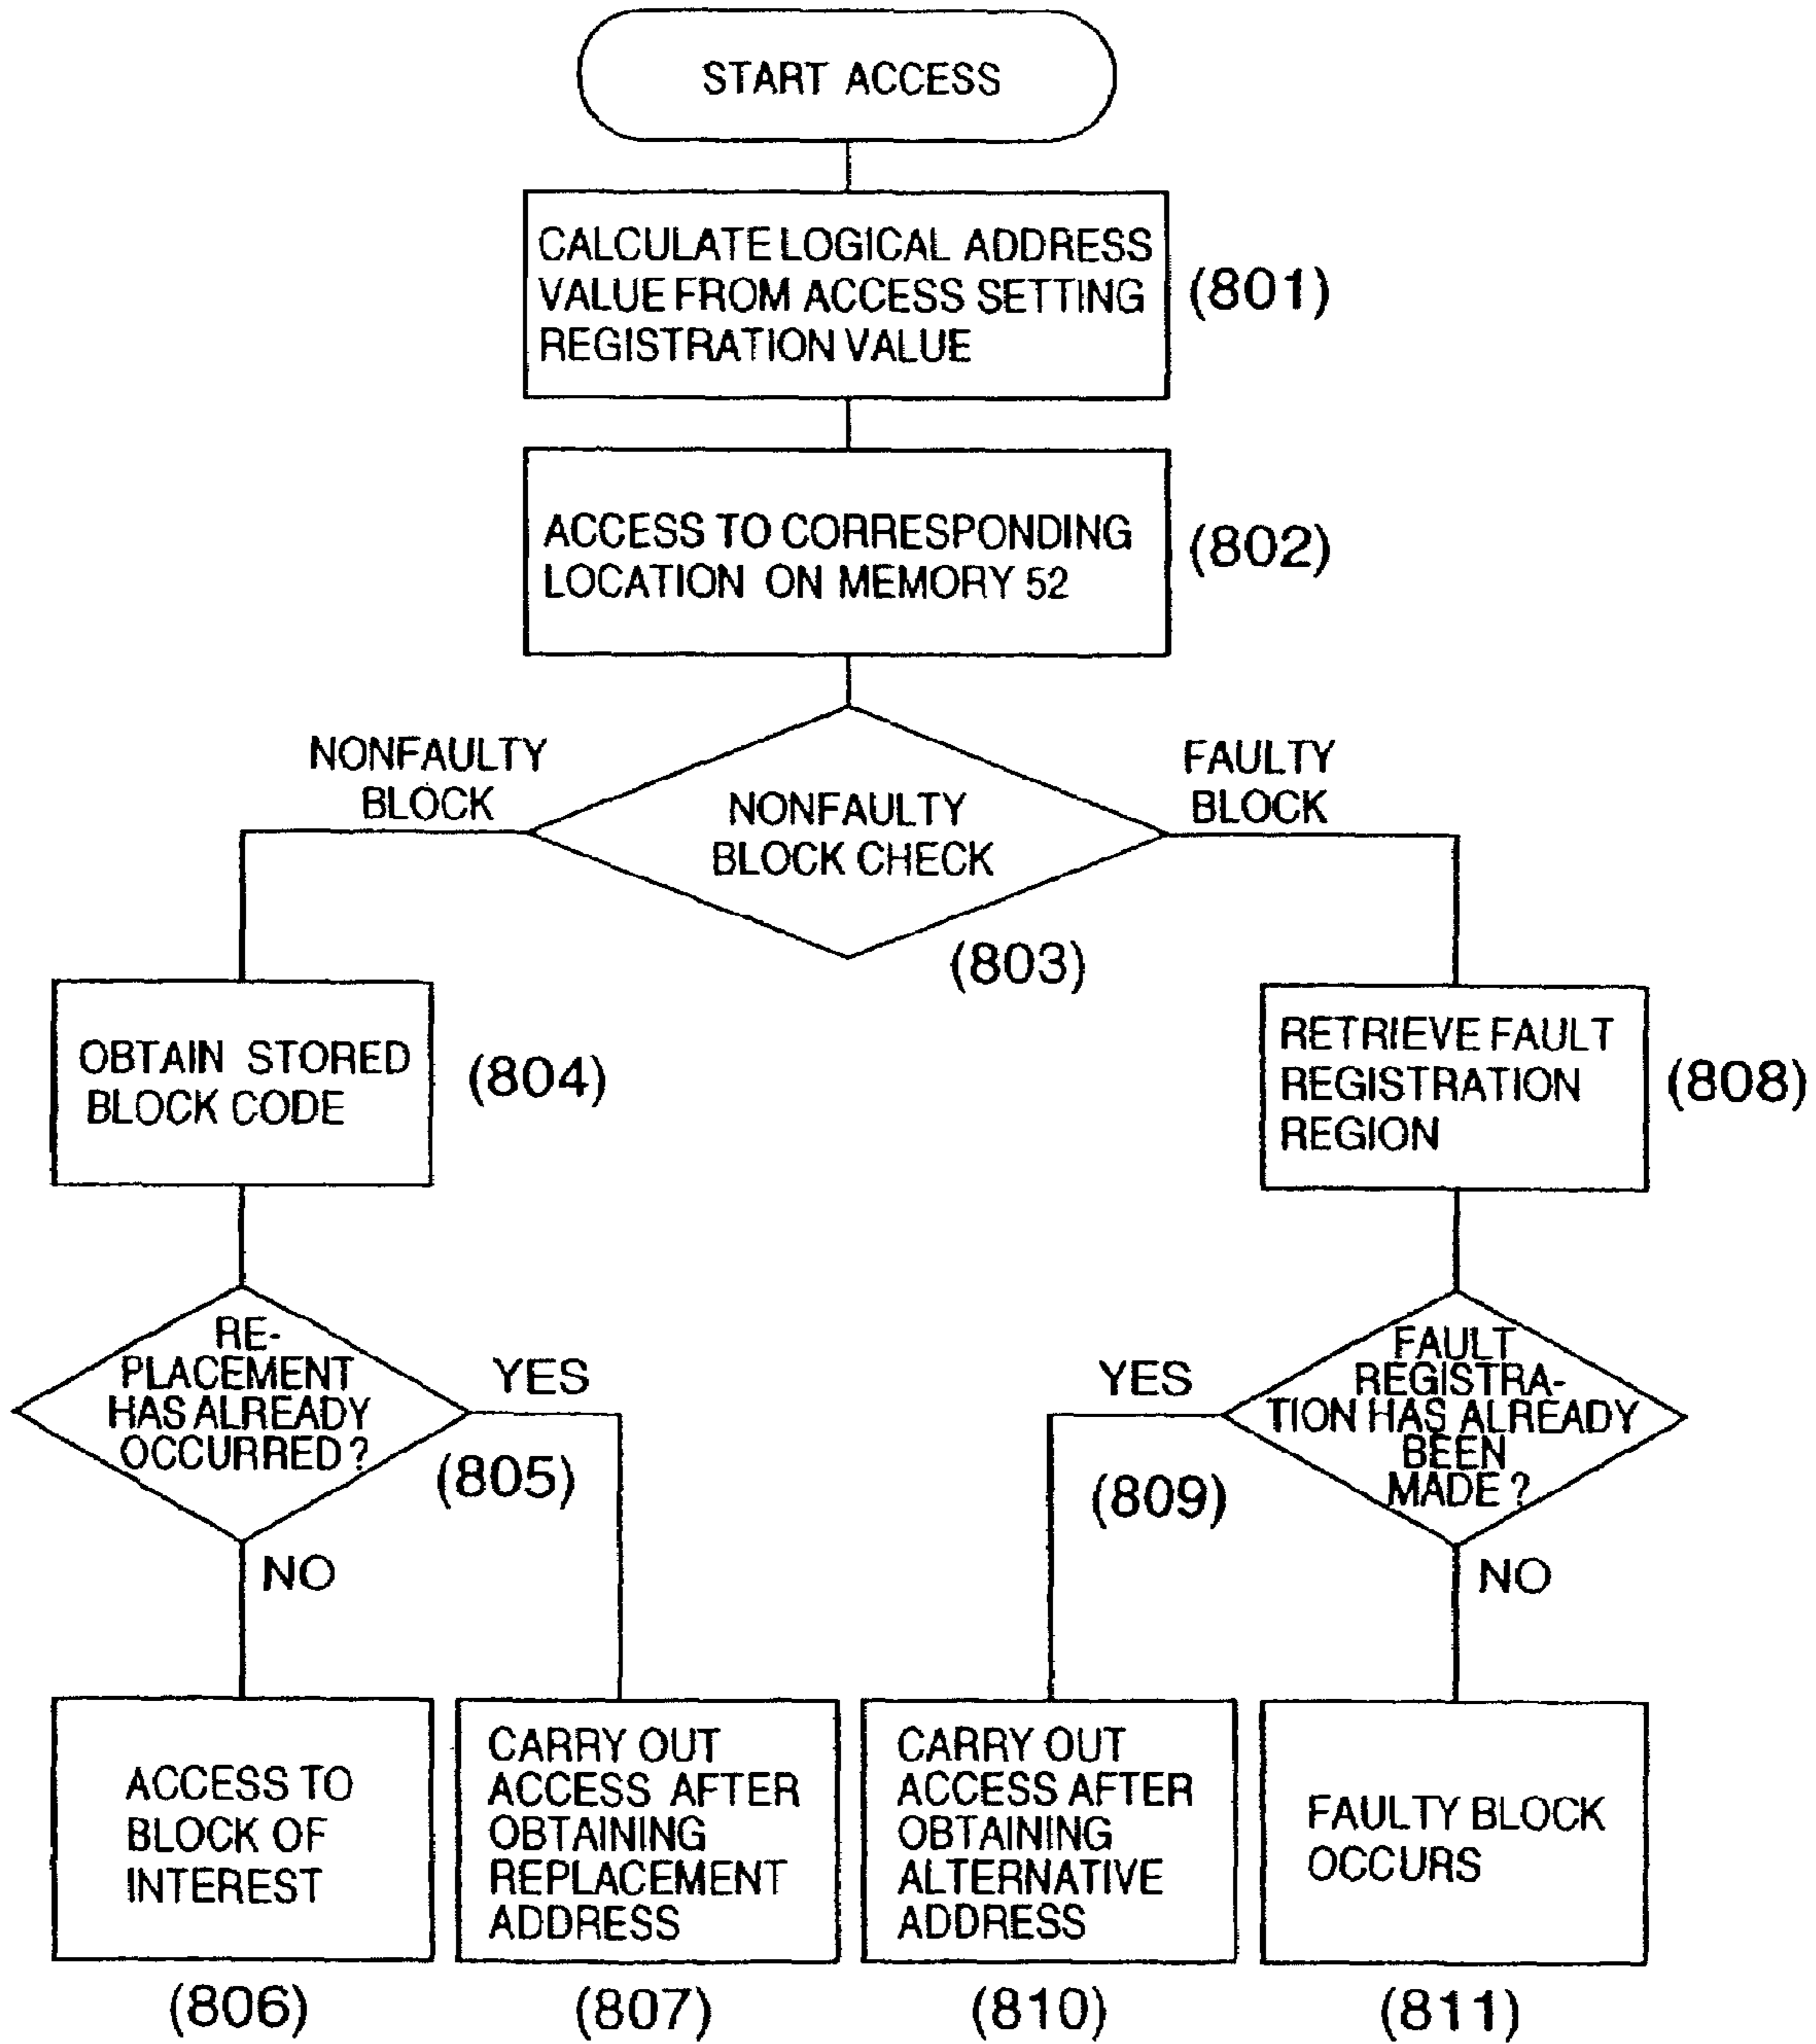 START ACCESS
CALCULATE LOGICAL ADDRESS
VALUE FROM ACCESS SETTING
REGISTRATION VALUE
(801)
ACCESS TO CORRESPONDING
LOCATION ON MEMORY 52
(802)
NONFAULTY
BLOCK
NONFAULTY
BLOCK CHECK
FAULTY
BLOCK
(803)
OBTAIN STORED
BLOCK CODE
(804)
RETRIEVE FAULT
REGISTRATION
REGION
(808)
RE-
PLACEMENT
HAS ALREADY
OCCURRED ?
YES
(805)
NO
YES
FAULT
REGISTRA-
TION HAS ALREADY
BEEN
MADE ?
(809)
NO
ACCESS TO
BLOCK OF
INTEREST
(806)
CARRY OUT
ACCESS AFTER
OBTAINING
REPLACEMENT
ADDRESS
(807)
CARRY OUT
ACCESS AFTER
OBTAINING
ALTERNATIVE
ADDRESS
(810)
FAULTY BLOCK
OCCURS
(811)